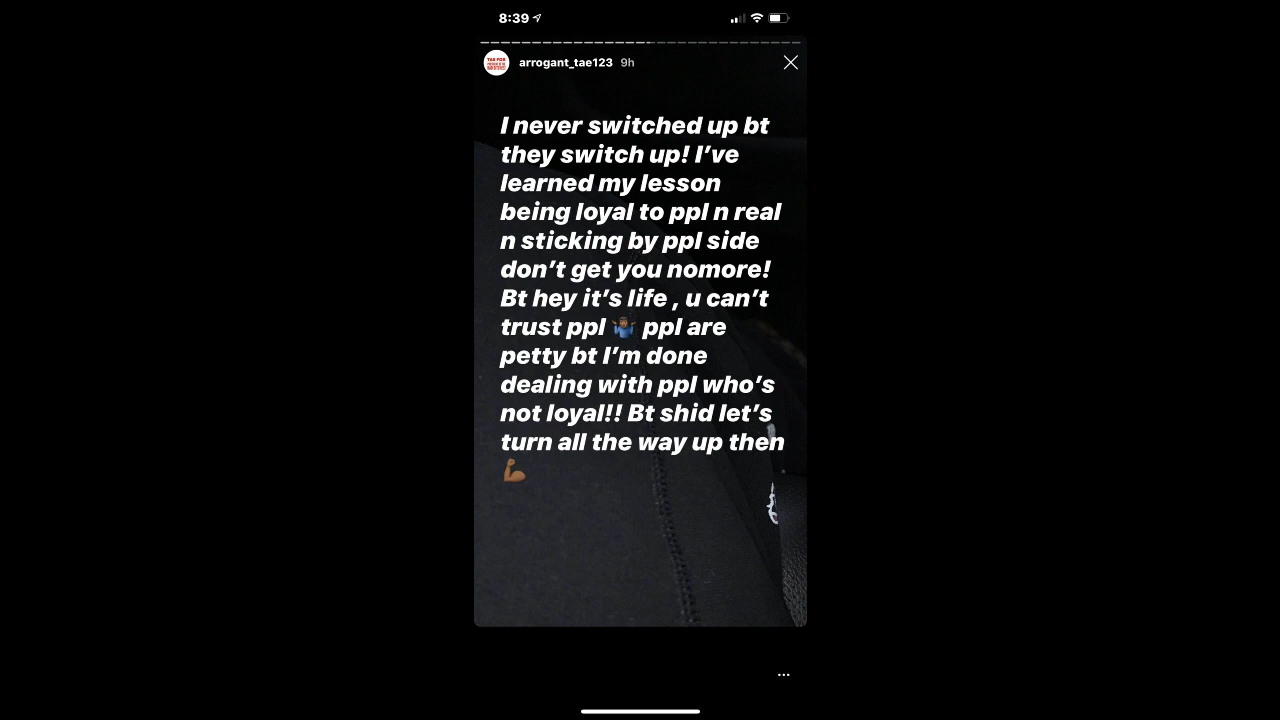 8:39
arrogant_tae123 9h
I never switched up bt
they switch up! I've
learned my lesson
being loyal to ppl n real
n sticking by ppl side
don't get you nomore!
Bt hey it's life , u can't
trust ppl 🤷🏾‍♂️ ppl are
petty bt I'm done
dealing with ppl who's
not loyal!! Bt shid let's
turn all the way up then
💪🏾